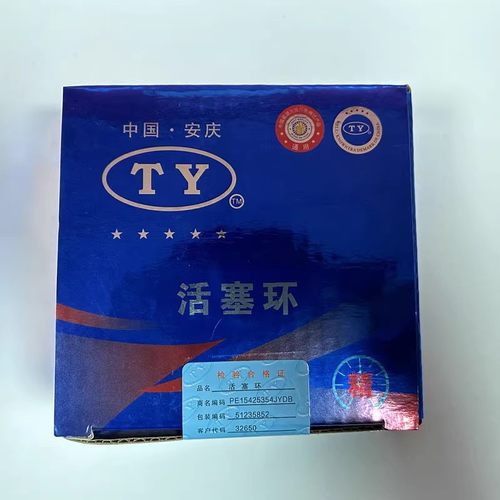 中国·安庆
TY
TM
通用
TY
活塞环
检验合格证
品名 活塞环
商名编码 PE15425354JYDB
包装编码 51235852
客户代码 32650